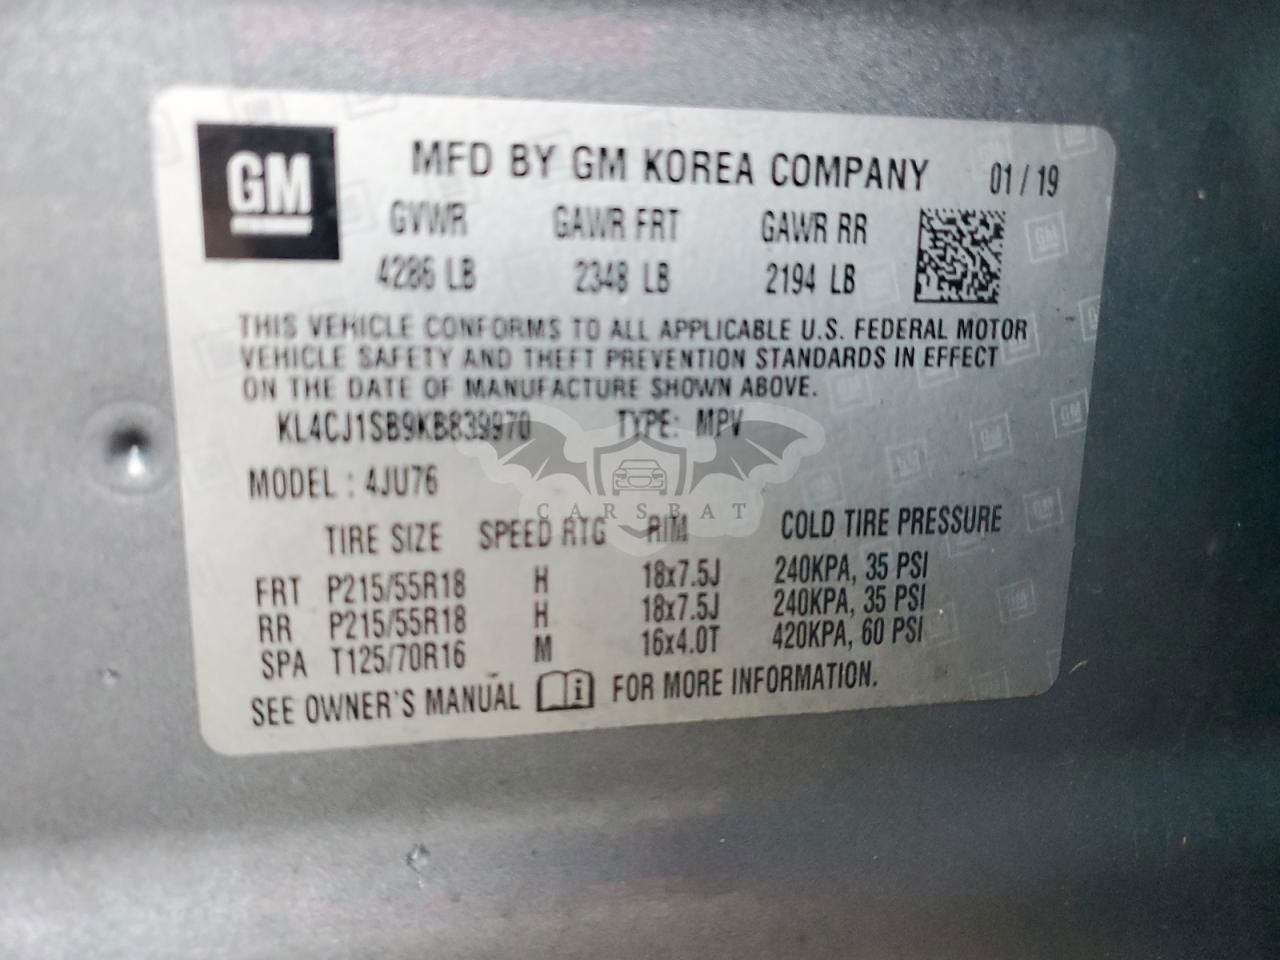 GM
MFD BY GM KOREA COMPANY 01/19
GVWR GAWR FRT GAWR RR
4286 LB 2348 LB 2194 LB
THIS VEHICLE CONFORMS TO ALL APPLICABLE U.S. FEDERAL MOTOR
VEHICLE SAFETY AND THEFT PREVENTION STANDARDS IN EFFECT
ON THE DATE OF MANUFACTURE SHOWN ABOVE.
KL4CJ1SB9KB839970 TYPE: MPV
MODEL : 4JU76
CARSBAT
TIRE SIZE SPEED RTG RIM COLD TIRE PRESSURE
FRT P215/55R18 H 18x7.5J 240KPA, 35 PSI
RR P215/55R18 H 18x7.5J 240KPA, 35 PSI
SPA T125/70R16 M 16x4.0T 420KPA, 60 PSI
SEE OWNER'S MANUAL i FOR MORE INFORMATION.